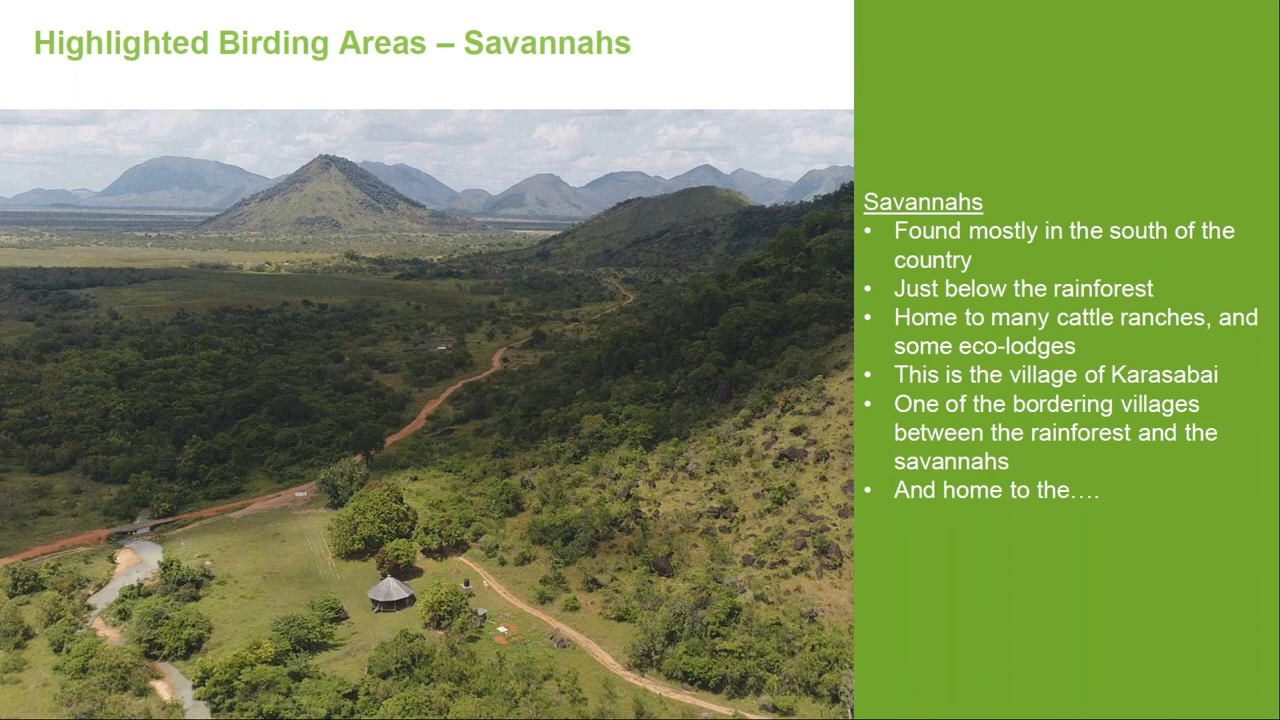 Highlighted Birding Areas – Savannahs
Savannahs
• Found mostly in the south of the
country
• Just below the rainforest
• Home to many cattle ranches, and
some eco-lodges
• This is the village of Karasabai
• One of the bordering villages
between the rainforest and the
savannahs
• And home to the….